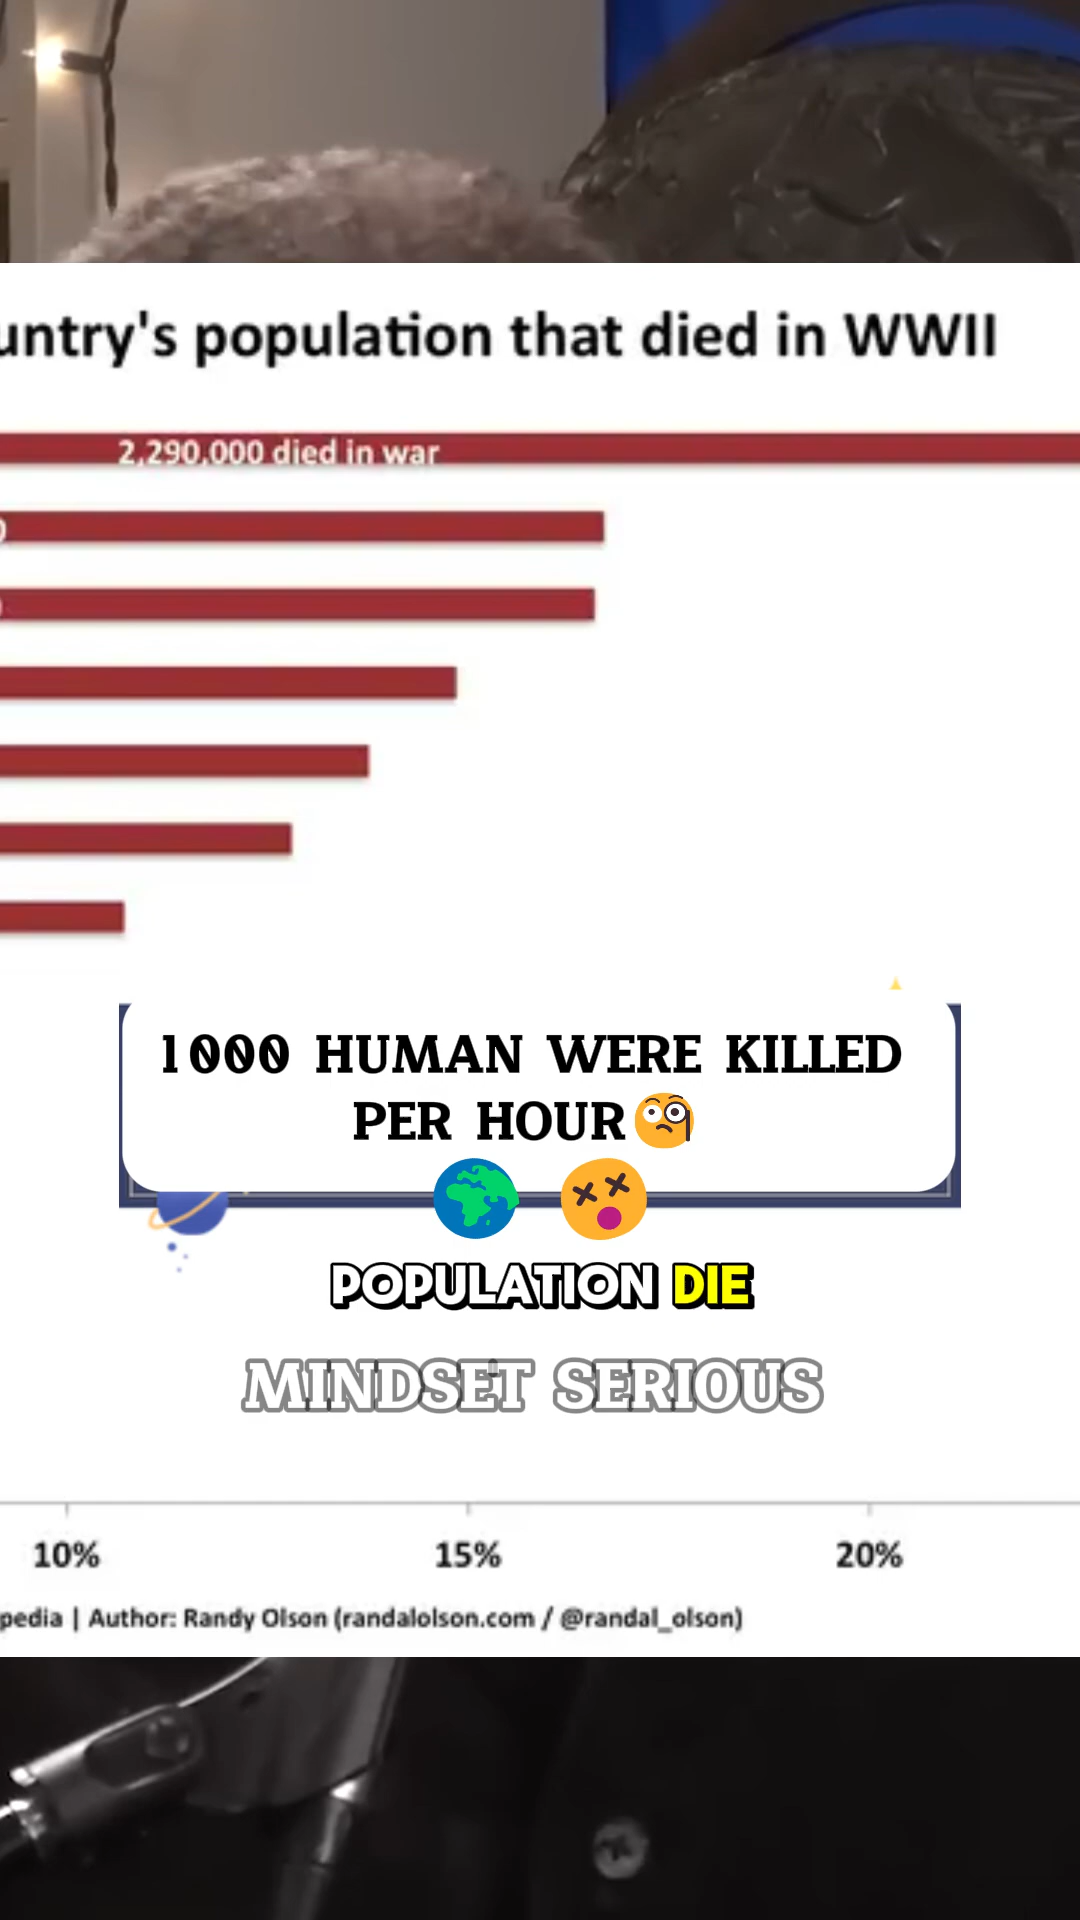 untry's population that died in WWII
2,290,000 died in war
1000 HUMAN WERE KILLED
PER HOUR🧐
🌍 😵
POPULATION DIE
MINDSET SERIOUS
10% 15% 20%
pedia | Author: Randy Olson (randalolson.com / @randal_olson)